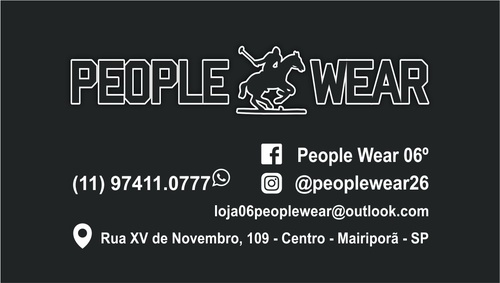 PEOPLE WEAR
People Wear 06º
(11) 97411.0777
@peoplewear26
loja06peoplewear@outlook.com
Rua XV de Novembro, 109 - Centro - Mairiporã - SP